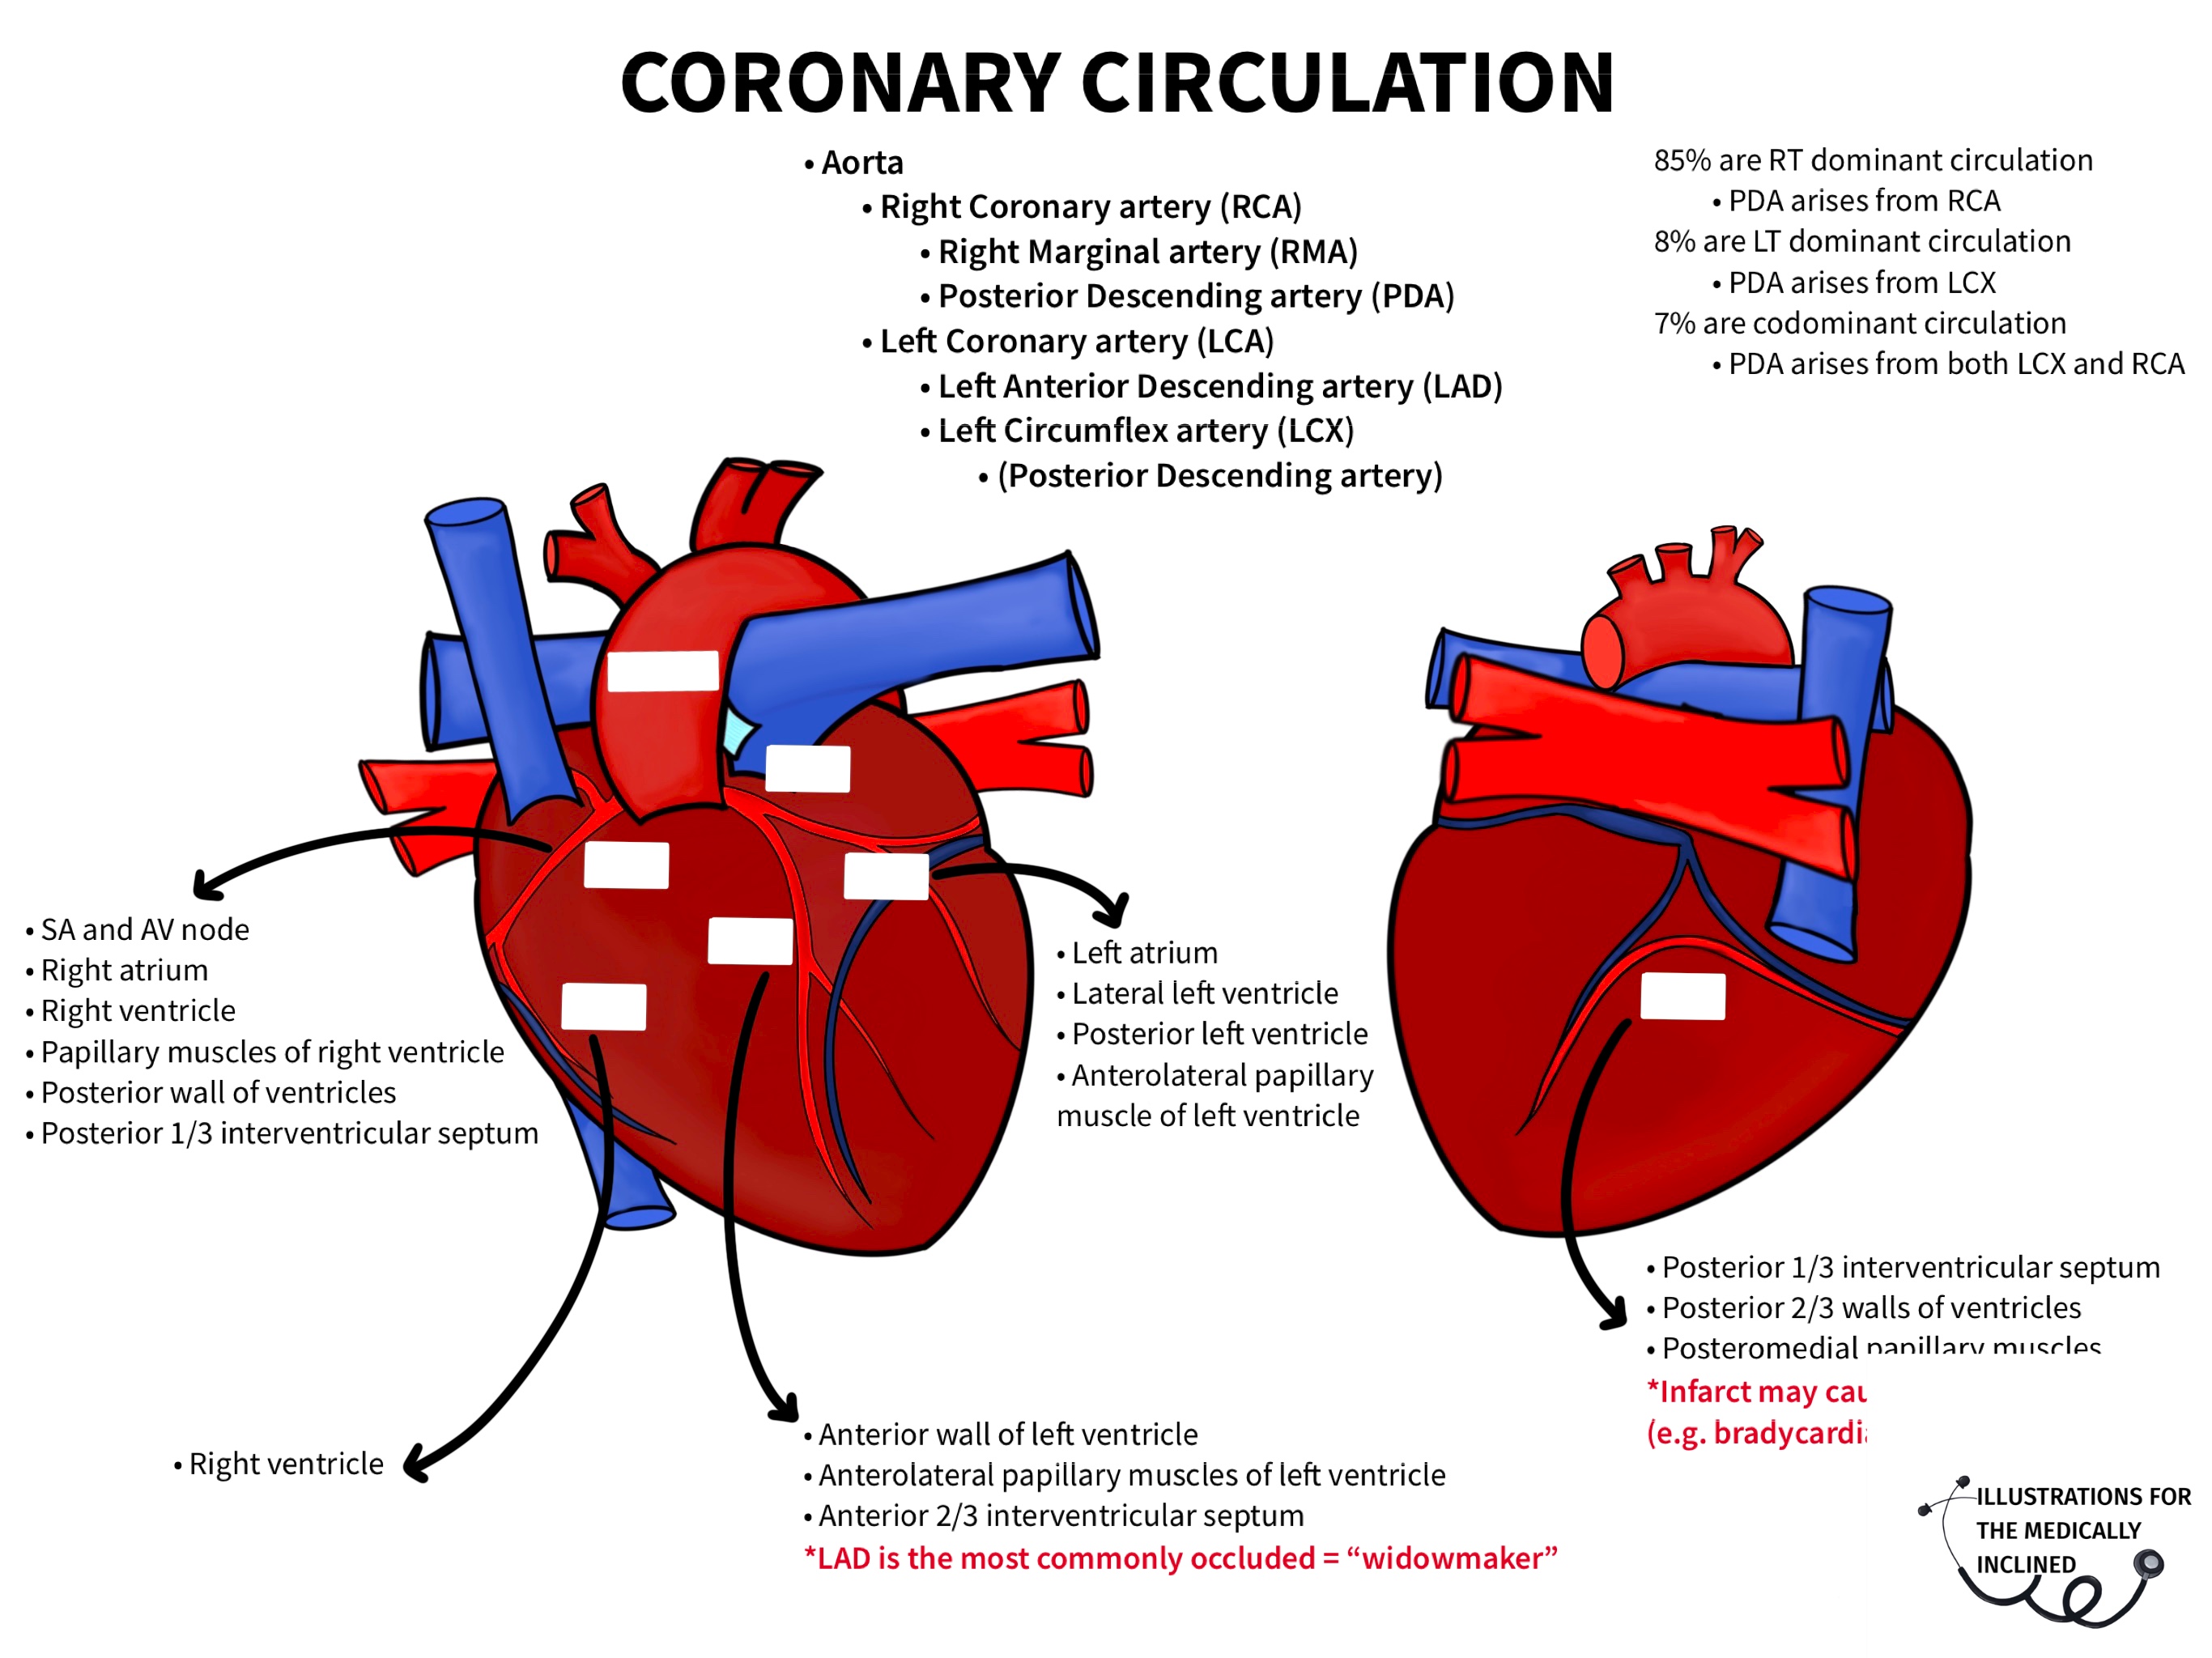 CORONARY CIRCULATION
• Aorta
• Right Coronary artery (RCA)
• Right Marginal artery (RMA)
• Posterior Descending artery (PDA)
• Left Coronary artery (LCA)
• Left Anterior Descending artery (LAD)
• Left Circumflex artery (LCX)
• (Posterior Descending artery)
85% are RT dominant circulation
• PDA arises from RCA
8% are LT dominant circulation
• PDA arises from LCX
7% are codominant circulation
• PDA arises from both LCX and RCA
• SA and AV node
• Right atrium
• Right ventricle
• Papillary muscles of right ventricle
• Posterior wall of ventricles
• Posterior 1/3 interventricular septum
• Left atrium
• Lateral left ventricle
• Posterior left ventricle
• Anterolateral papillary
muscle of left ventricle
• Right ventricle
• Anterior wall of left ventricle
• Anterolateral papillary muscles of left ventricle
• Anterior 2/3 interventricular septum
*LAD is the most commonly occluded = “widowmaker”
• Posterior 1/3 interventricular septum
• Posterior 2/3 walls of ventricles
• Posteromedial papillary muscles
*Infarct may
(e.g.
ILLUSTRATIONS FOR
THE MEDICALLY
INCLINED